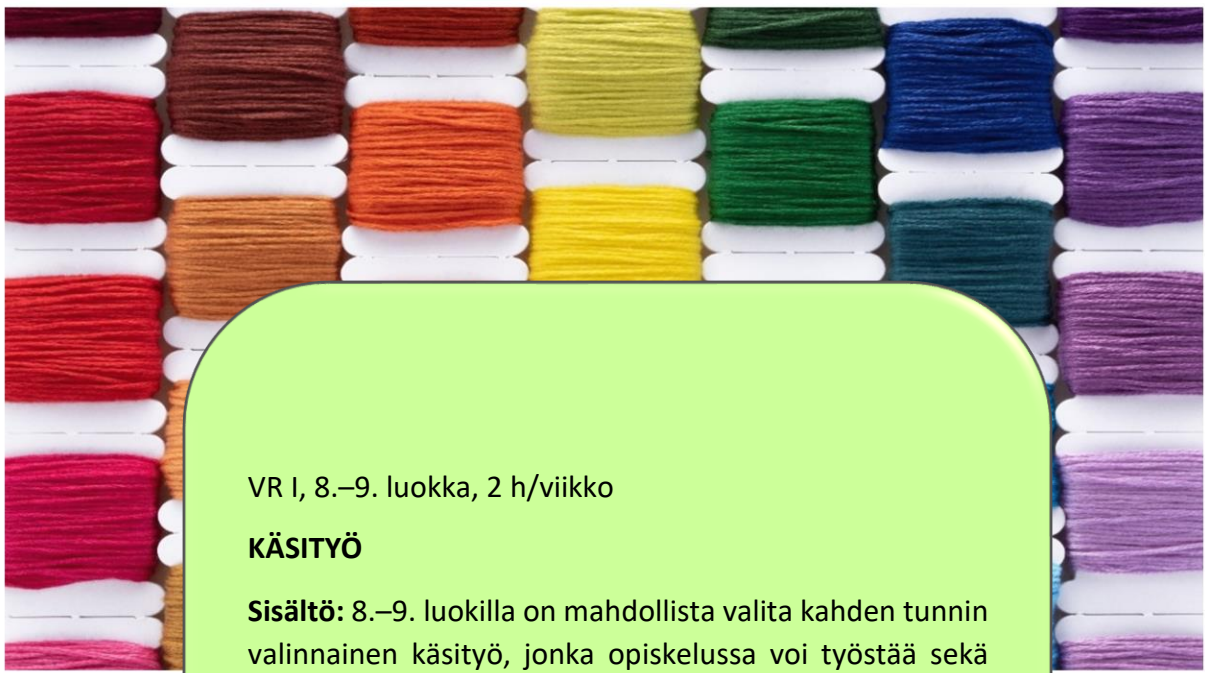 VR I, 8.–9. luokka, 2 h/viikko
KÄSITYÖ
Sisältö: 8.–9. luokilla on mahdollista valita kahden tunnin
valinnainen käsityö, jonka opiskelussa voi työstää sekä